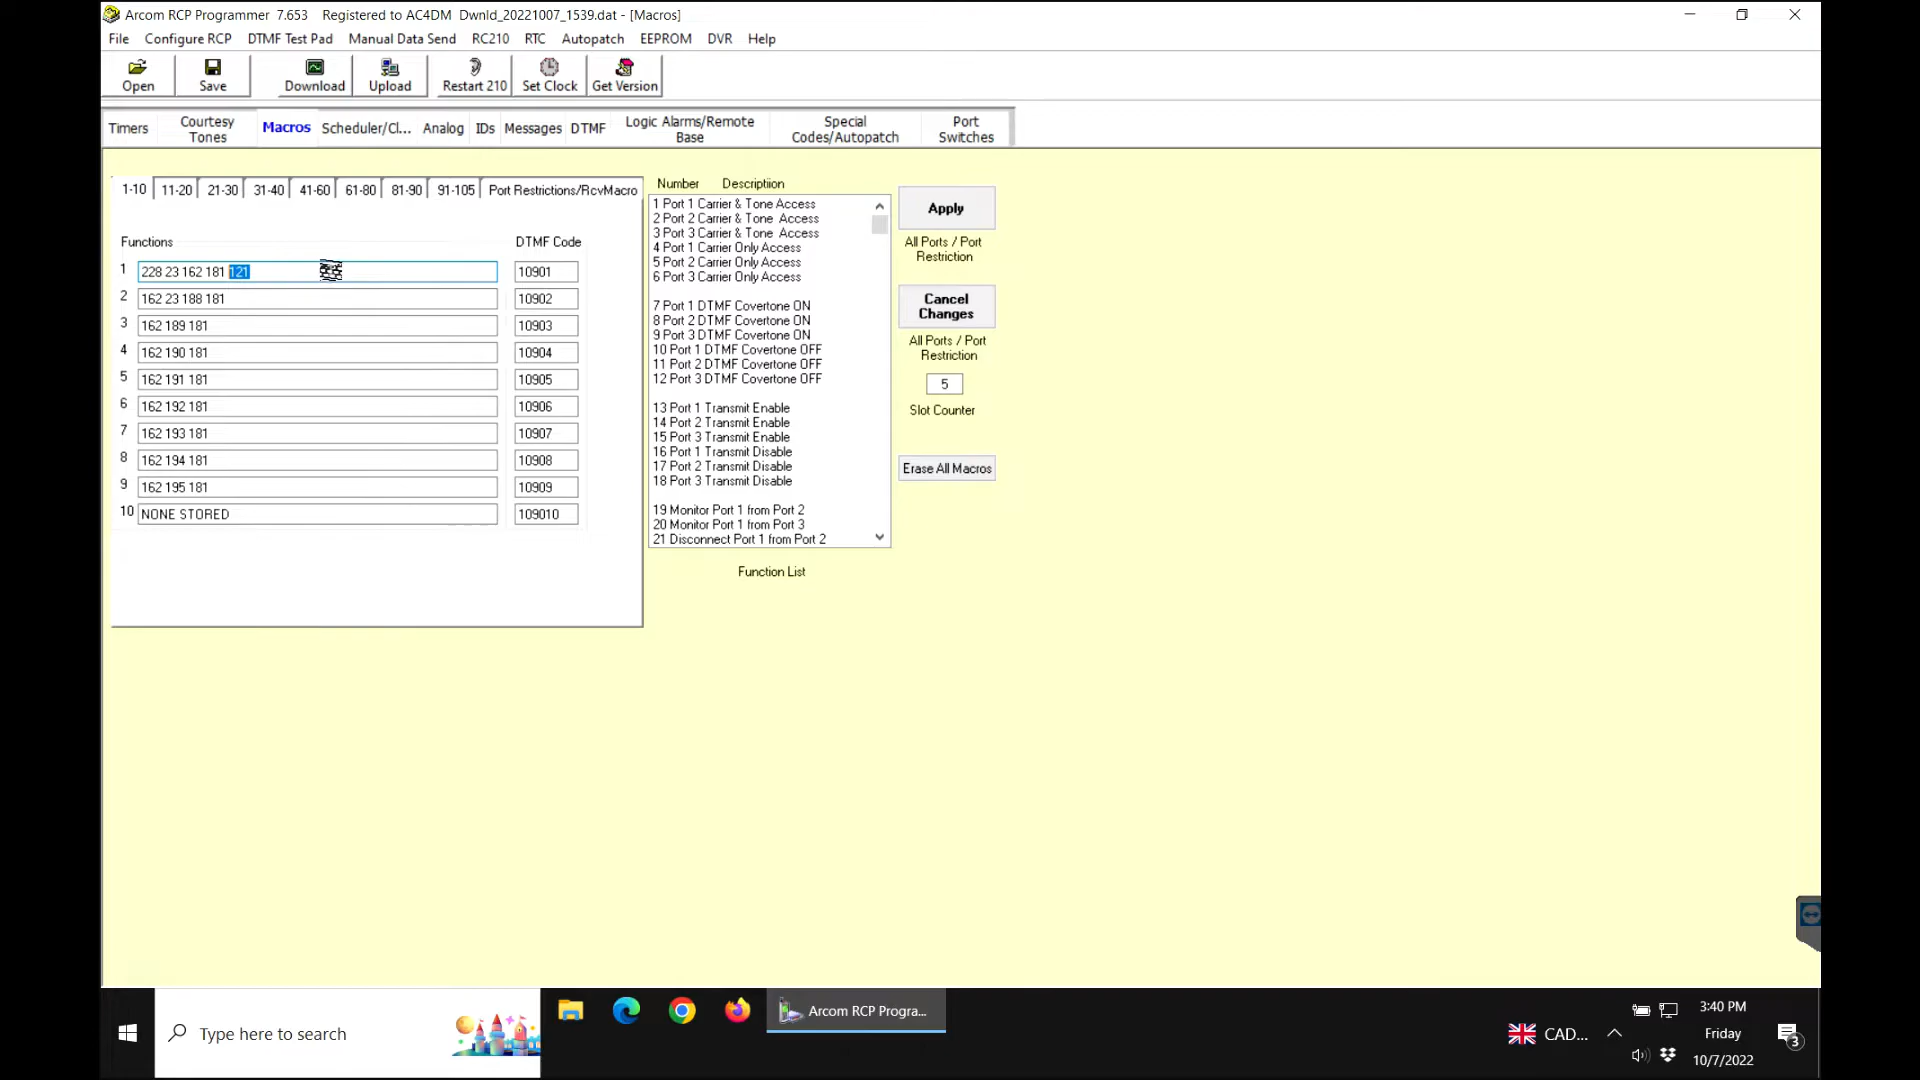 Arcom RCP Programmer 7.653 Registered to AC4DM Dwnld_20221007_1539.dat - [Macros]
File Configure RCP DTMF Test Pad Manual Data Send RC210 RTC Autopatch EEPROM DVR Help
Open Save Download Upload Restart 210 Set Clock Get Version
Timers Courtesy Tones Macros Scheduler/Cl... Analog IDs Messages DTMF Logic Alarms/Remote Base Special Codes/Autopatch Port Switches
1-10 11-20 21-30 31-40 41-60 61-80 81-90 91-105 Port Restrictions/RcvMacro
Functions DTMF Code
1 228 23 162 181 121 10901
2 162 23 188 181 10902
3 162 189 181 10903
4 162 190 181 10904
5 162 191 181 10905
6 162 192 181 10906
7 162 193 181 10907
8 162 194 181 10908
9 162 195 181 10909
10 NONE STORED 109010
Number Description
1 Port 1 Carrier & Tone Access
2 Port 2 Carrier & Tone Access
3 Port 3 Carrier & Tone Access
4 Port 1 Carrier Only Access
5 Port 2 Carrier Only Access
6 Port 3 Carrier Only Access
7 Port 1 DTMF Covertone ON
8 Port 2 DTMF Covertone ON
9 Port 3 DTMF Covertone ON
10 Port 1 DTMF Covertone OFF
11 Port 2 DTMF Covertone OFF
12 Port 3 DTMF Covertone OFF
13 Port 1 Transmit Enable
14 Port 2 Transmit Enable
15 Port 3 Transmit Enable
16 Port 1 Transmit Disable
17 Port 2 Transmit Disable
18 Port 3 Transmit Disable
19 Monitor Port 1 from Port 2
20 Monitor Port 1 from Port 3
21 Disconnect Port 1 from Port 2
Function List
Apply
All Ports / Port
Restriction
Cancel
Changes
All Ports / Port
Restriction
5
Slot Counter
Erase All Macros
Type here to search
Arcom RCP Progra...
CAD...
3:40 PM
Friday
10/7/2022
3